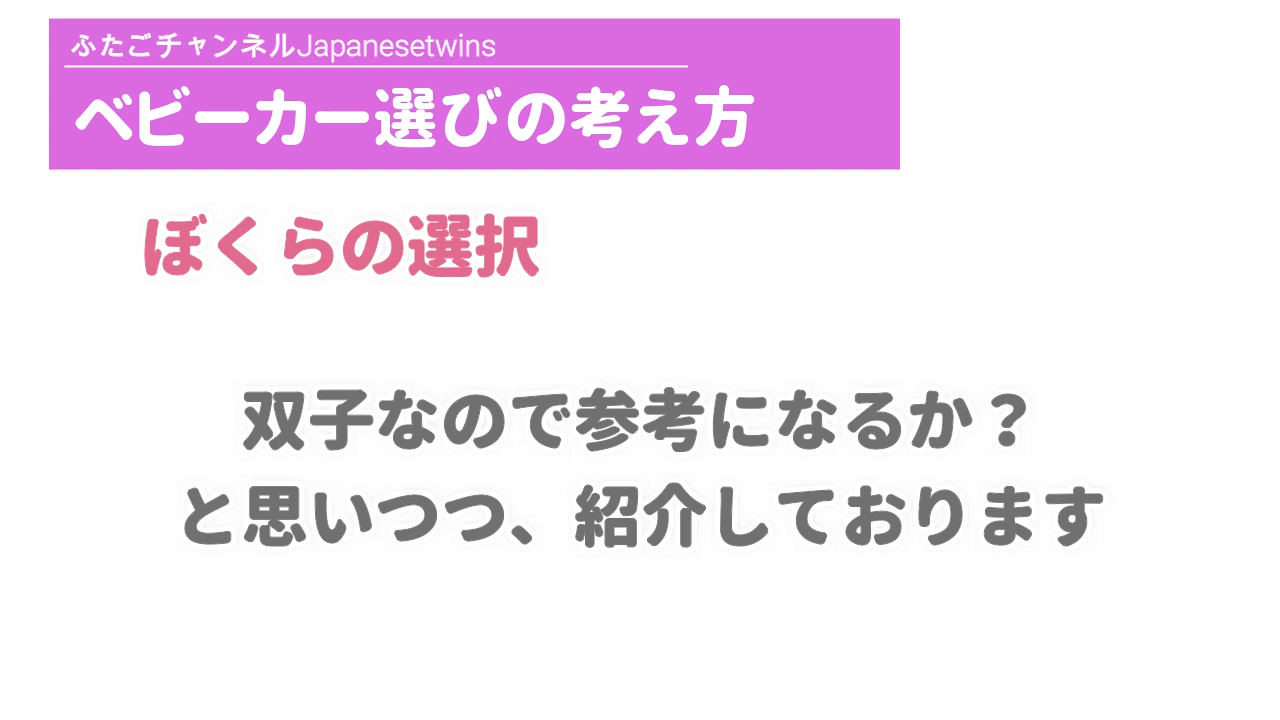 ふたごチャンネルJapanesetwins
ベビーカー選びの考え方
ぼくらの選択
双子なので参考になるか？
と思いつつ、紹介しております